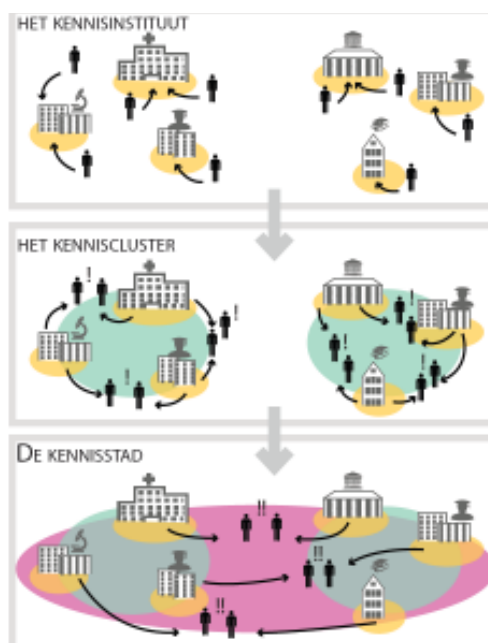 HET KENNISINSTITUUT
HET KENNISCLUSTER
! ! ! !
! !
DE KENNISSTAD
!!
!!
!!